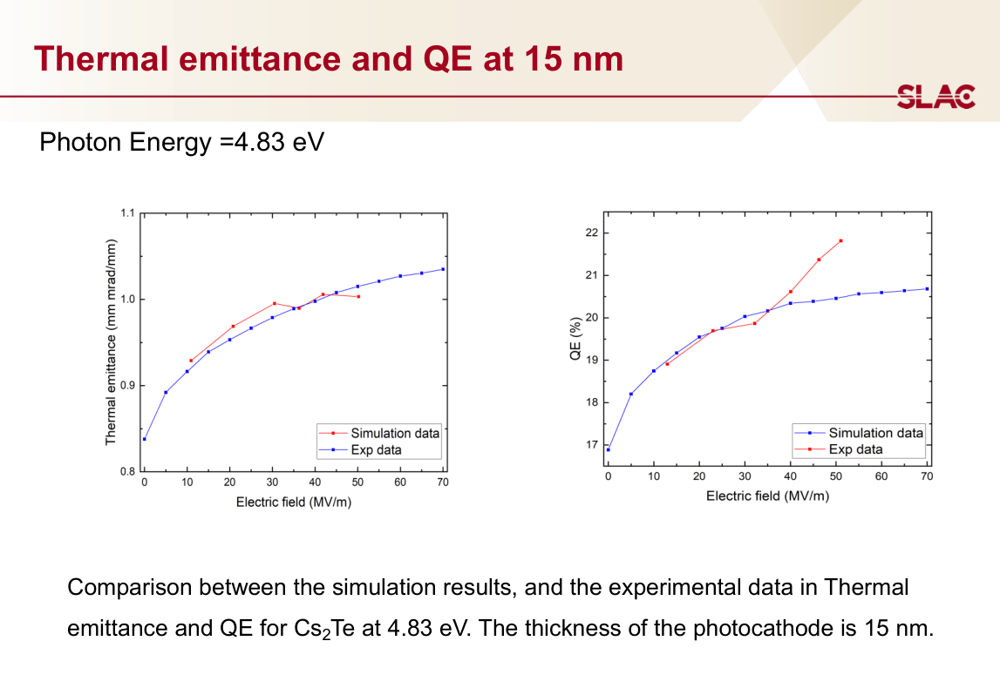 Thermal emittance and QE at 15 nm
SLAC
Photon Energy =4.83 eV
1.1
1.0
0.9
0.8
Thermal emittance (mm mrad/mm)
Simulation data
Exp data
0 10 20 30 40 50 60 70
Electric field (MV/m)
22
21
20
19
18
17
QE (%)
Simulation data
Exp data
0 10 20 30 40 50 60 70
Electric field (MV/m)
Comparison between the simulation results, and the experimental data in Thermal
emittance and QE for Cs₂Te at 4.83 eV. The thickness of the photocathode is 15 nm.